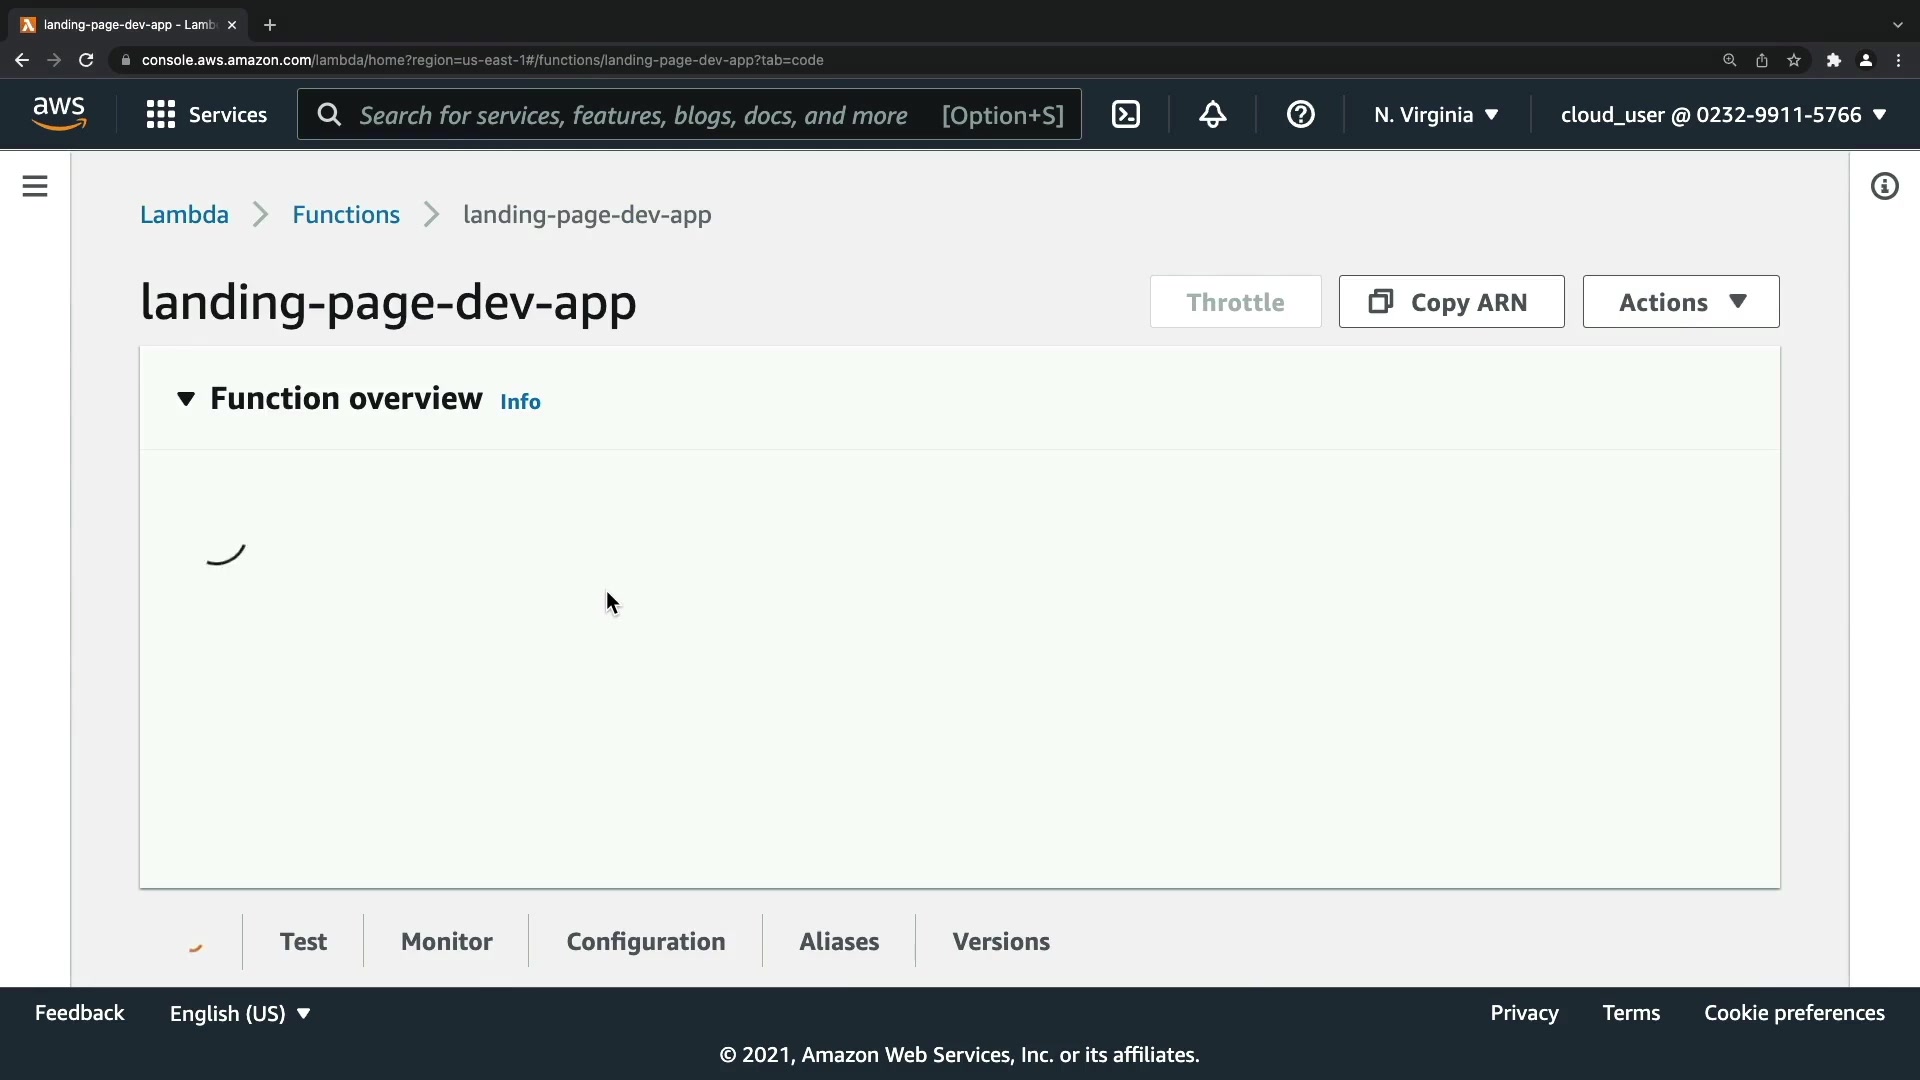 landing-page-dev-app - Lamb
console.aws.amazon.com/lambda/home?region=us-east-1#/functions/landing-page-dev-app?tab=code
aws
Services
Search for services, features, blogs, docs, and more [Option+S]
N. Virginia
cloud_user @ 0232-9911-5766
Lambda
Functions
landing-page-dev-app
landing-page-dev-app
Throttle
Copy ARN
Actions
Function overview Info
Test
Monitor
Configuration
Aliases
Versions
Feedback
English (US)
Privacy
Terms
Cookie preferences
© 2021, Amazon Web Services, Inc. or its affiliates.